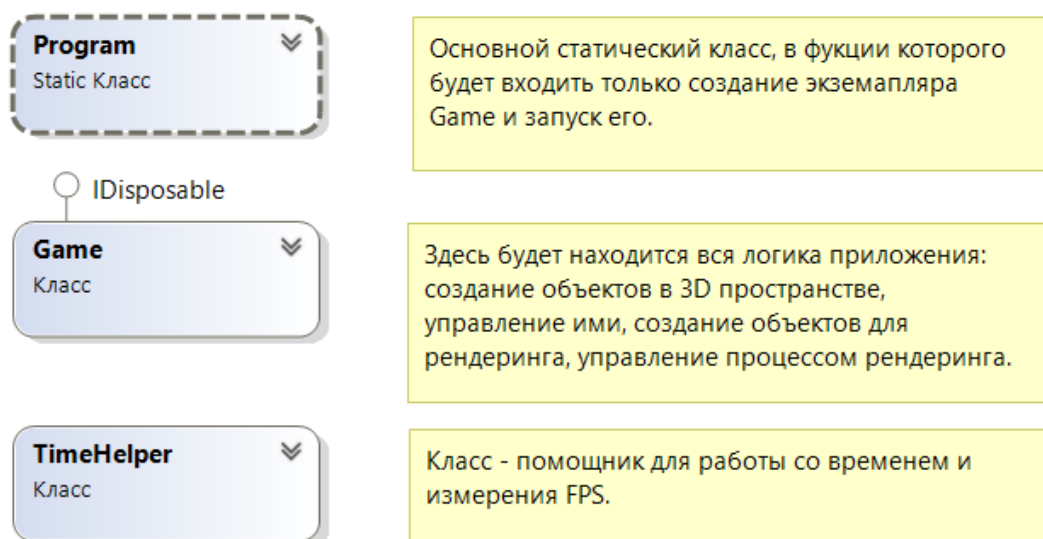 Program
Static Класс
Основной статический класс, в фукции которого
будет входить только создание экземапляра
Game и запуск его.
IDisposable
Game
Класс
Здесь будет находится вся логика приложения:
создание объектов в 3D пространстве,
управление ими, создание объектов для
рендеринга, управление процессом рендеринга.
TimeHelper
Класс
Класс - помощник для работы со временем и
измерения FPS.